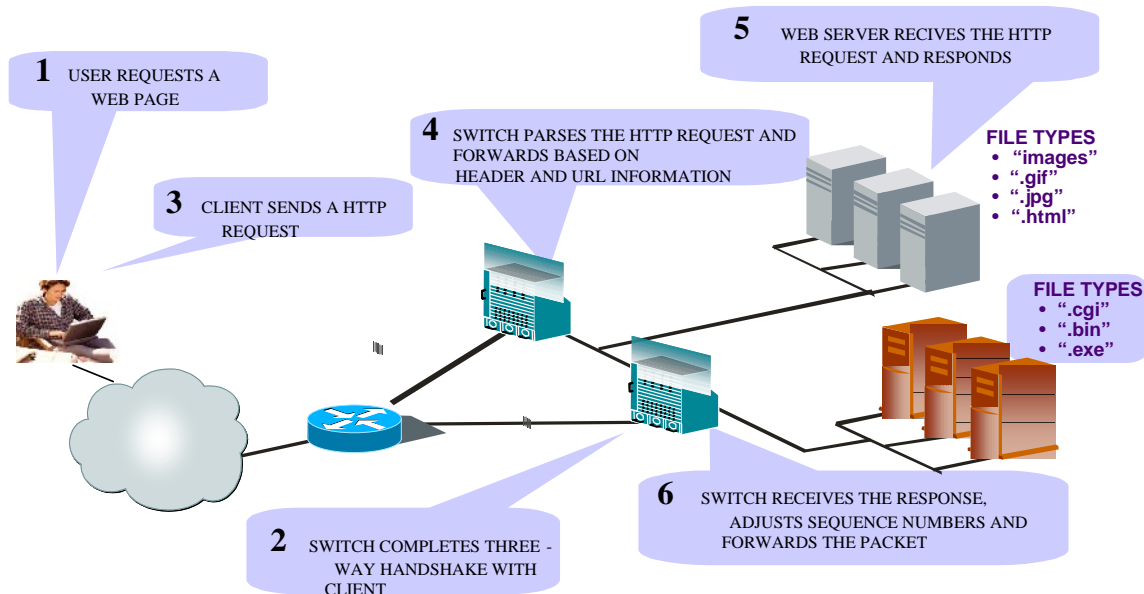 1 USER REQUESTS A
WEB PAGE
2 SWITCH COMPLETES THREE -
WAY HANDSHAKE WITH
CLIENT
3 CLIENT SENDS A HTTP
REQUEST
4 SWITCH PARSES THE HTTP REQUEST AND
FORWARDS BASED ON
HEADER AND URL INFORMATION
5 WEB SERVER RECIVES THE HTTP
REQUEST AND RESPONDS
6 SWITCH RECEIVES THE RESPONSE,
ADJUSTS SEQUENCE NUMBERS AND
FORWARDS THE PACKET
FILE TYPES
• “images”
• “.gif”
• “.jpg”
• “.html”
FILE TYPES
• “.cgi”
• “.bin”
• “.exe”